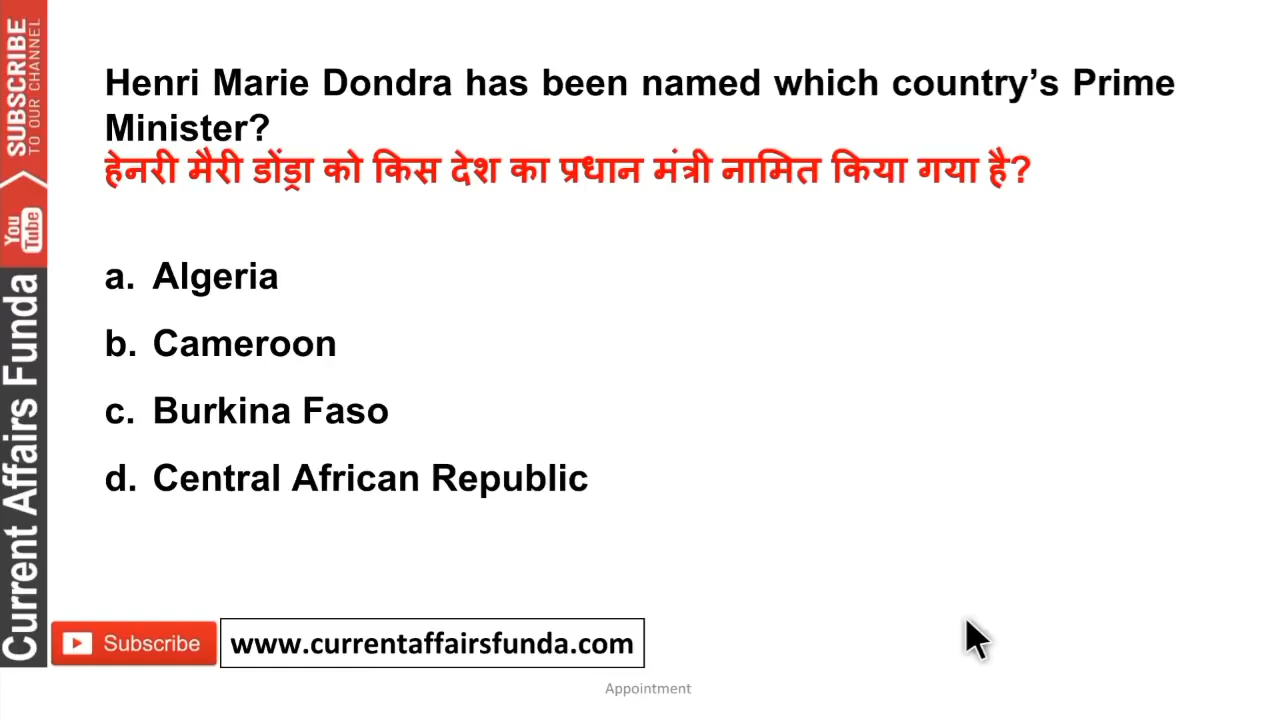 Henri Marie Dondra has been named which country’s Prime
Minister?
हेनरी मैरी डोंड्रा को किस देश का प्रधान मंत्री नामित किया गया है?
a. Algeria
b. Cameroon
c. Burkina Faso
d. Central African Republic
SUBSCRIBE
TO OUR CHANNEL
You
Tube
Current Affairs Funda
Subscribe
www.currentaffairsfunda.com
Appointment